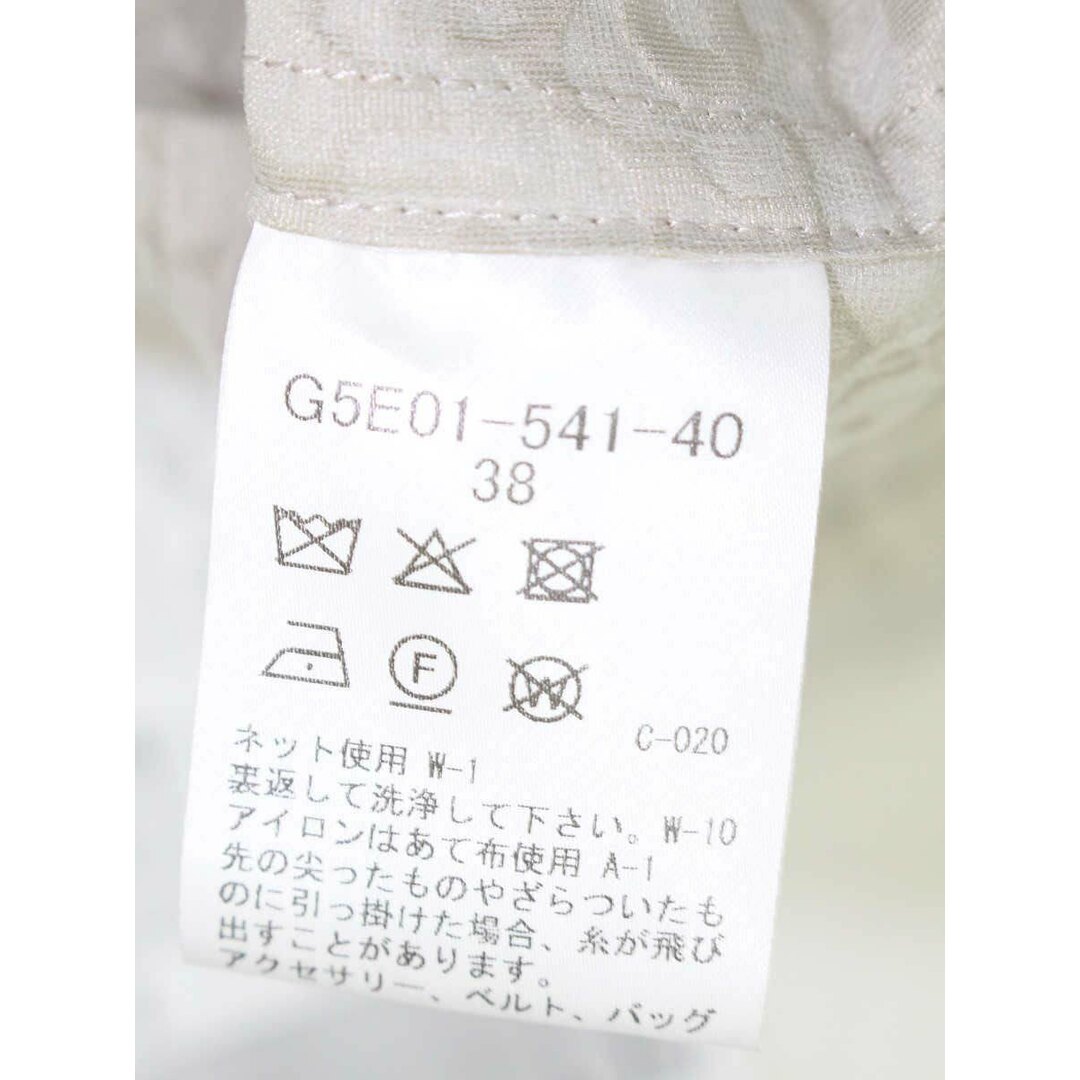 G5E01-541-40
38
F
W
C-020
ネット使用 W-1
裏返して洗浄して下さい。W-10
アイロンはあて布使用 A-1
先の尖ったものやざらついたも
のに引っ掛けた場合、糸が飛び
出すことがあります。
アクセサリー、ベルト、バッグ